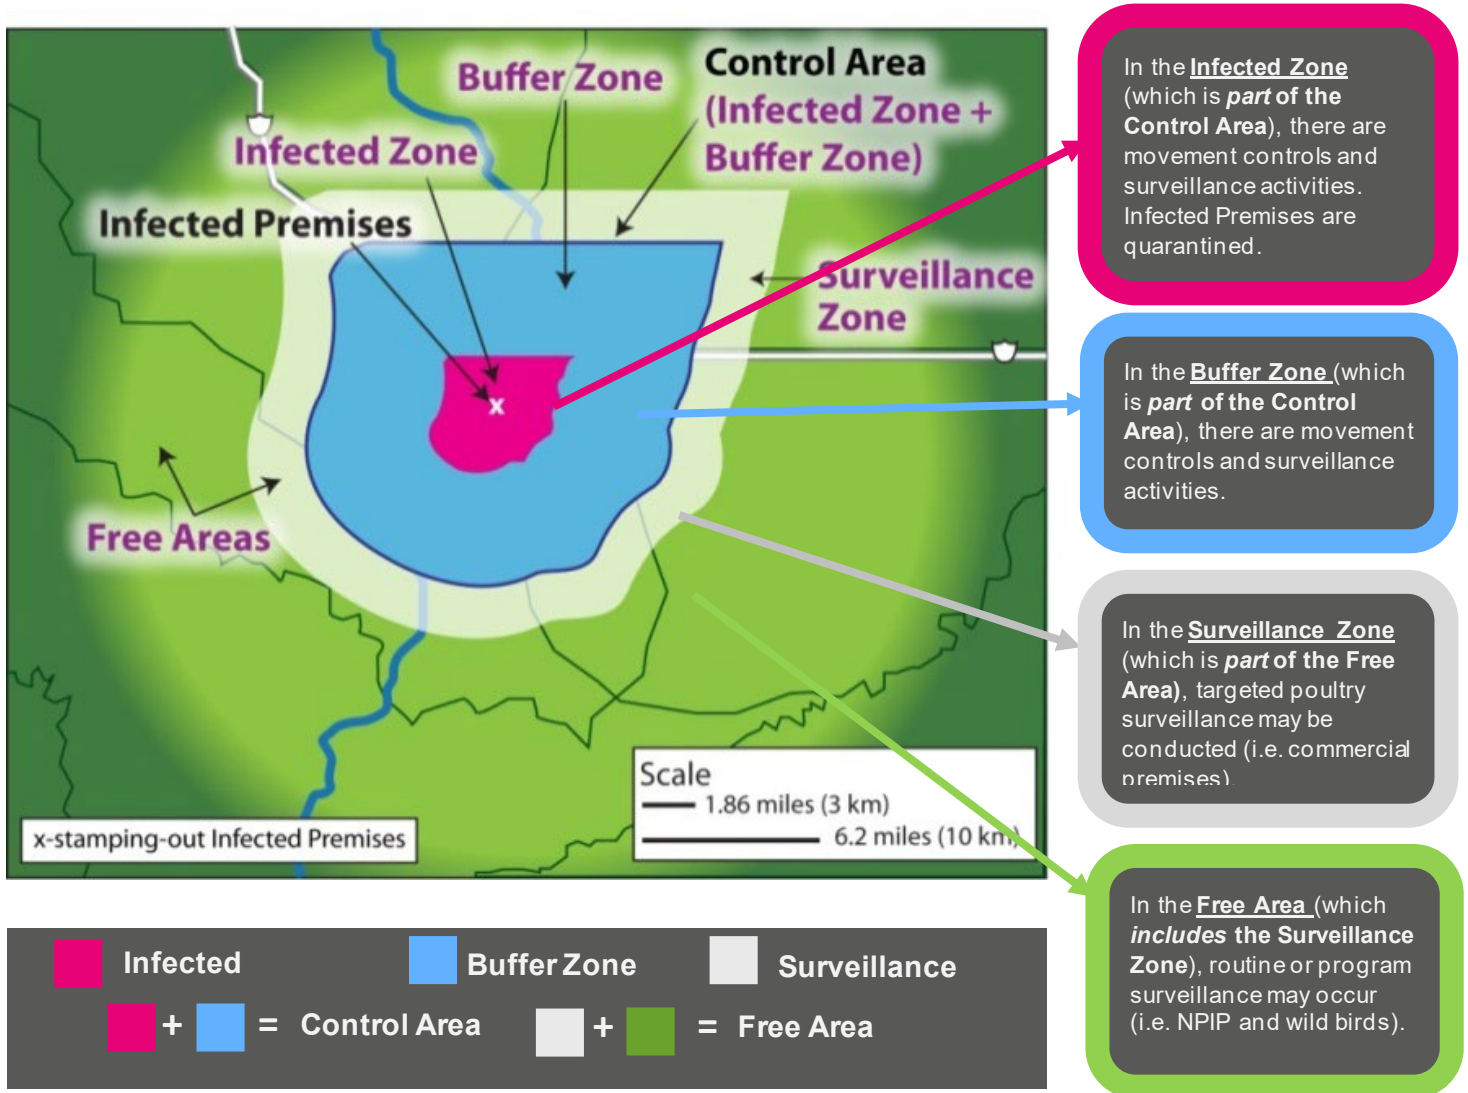 Buffer Zone
Control Area
(Infected Zone +
Buffer Zone)
Infected Zone
Infected Premises
Surveillance
Zone
x
Free Areas
Scale
1.86 miles (3 km)
6.2 miles (10 km)
x-stamping-out Infected Premises
In the Infected Zone
(which is part of the
Control Area), there are
movement controls and
surveillance activities.
Infected Premises are
quarantined.
In the Buffer Zone (which
is part of the Control
Area), there are movement
controls and surveillance
activities.
In the Surveillance Zone
(which is part of the Free
Area), targeted poultry
surveillance may be
conducted (i.e. commercial
premises).
In the Free Area (which
includes the Surveillance
Zone), routine or program
surveillance may occur
(i.e. NPIP and wild birds).
Infected
Buffer Zone
Surveillance
+ = Control Area
+ = Free Area